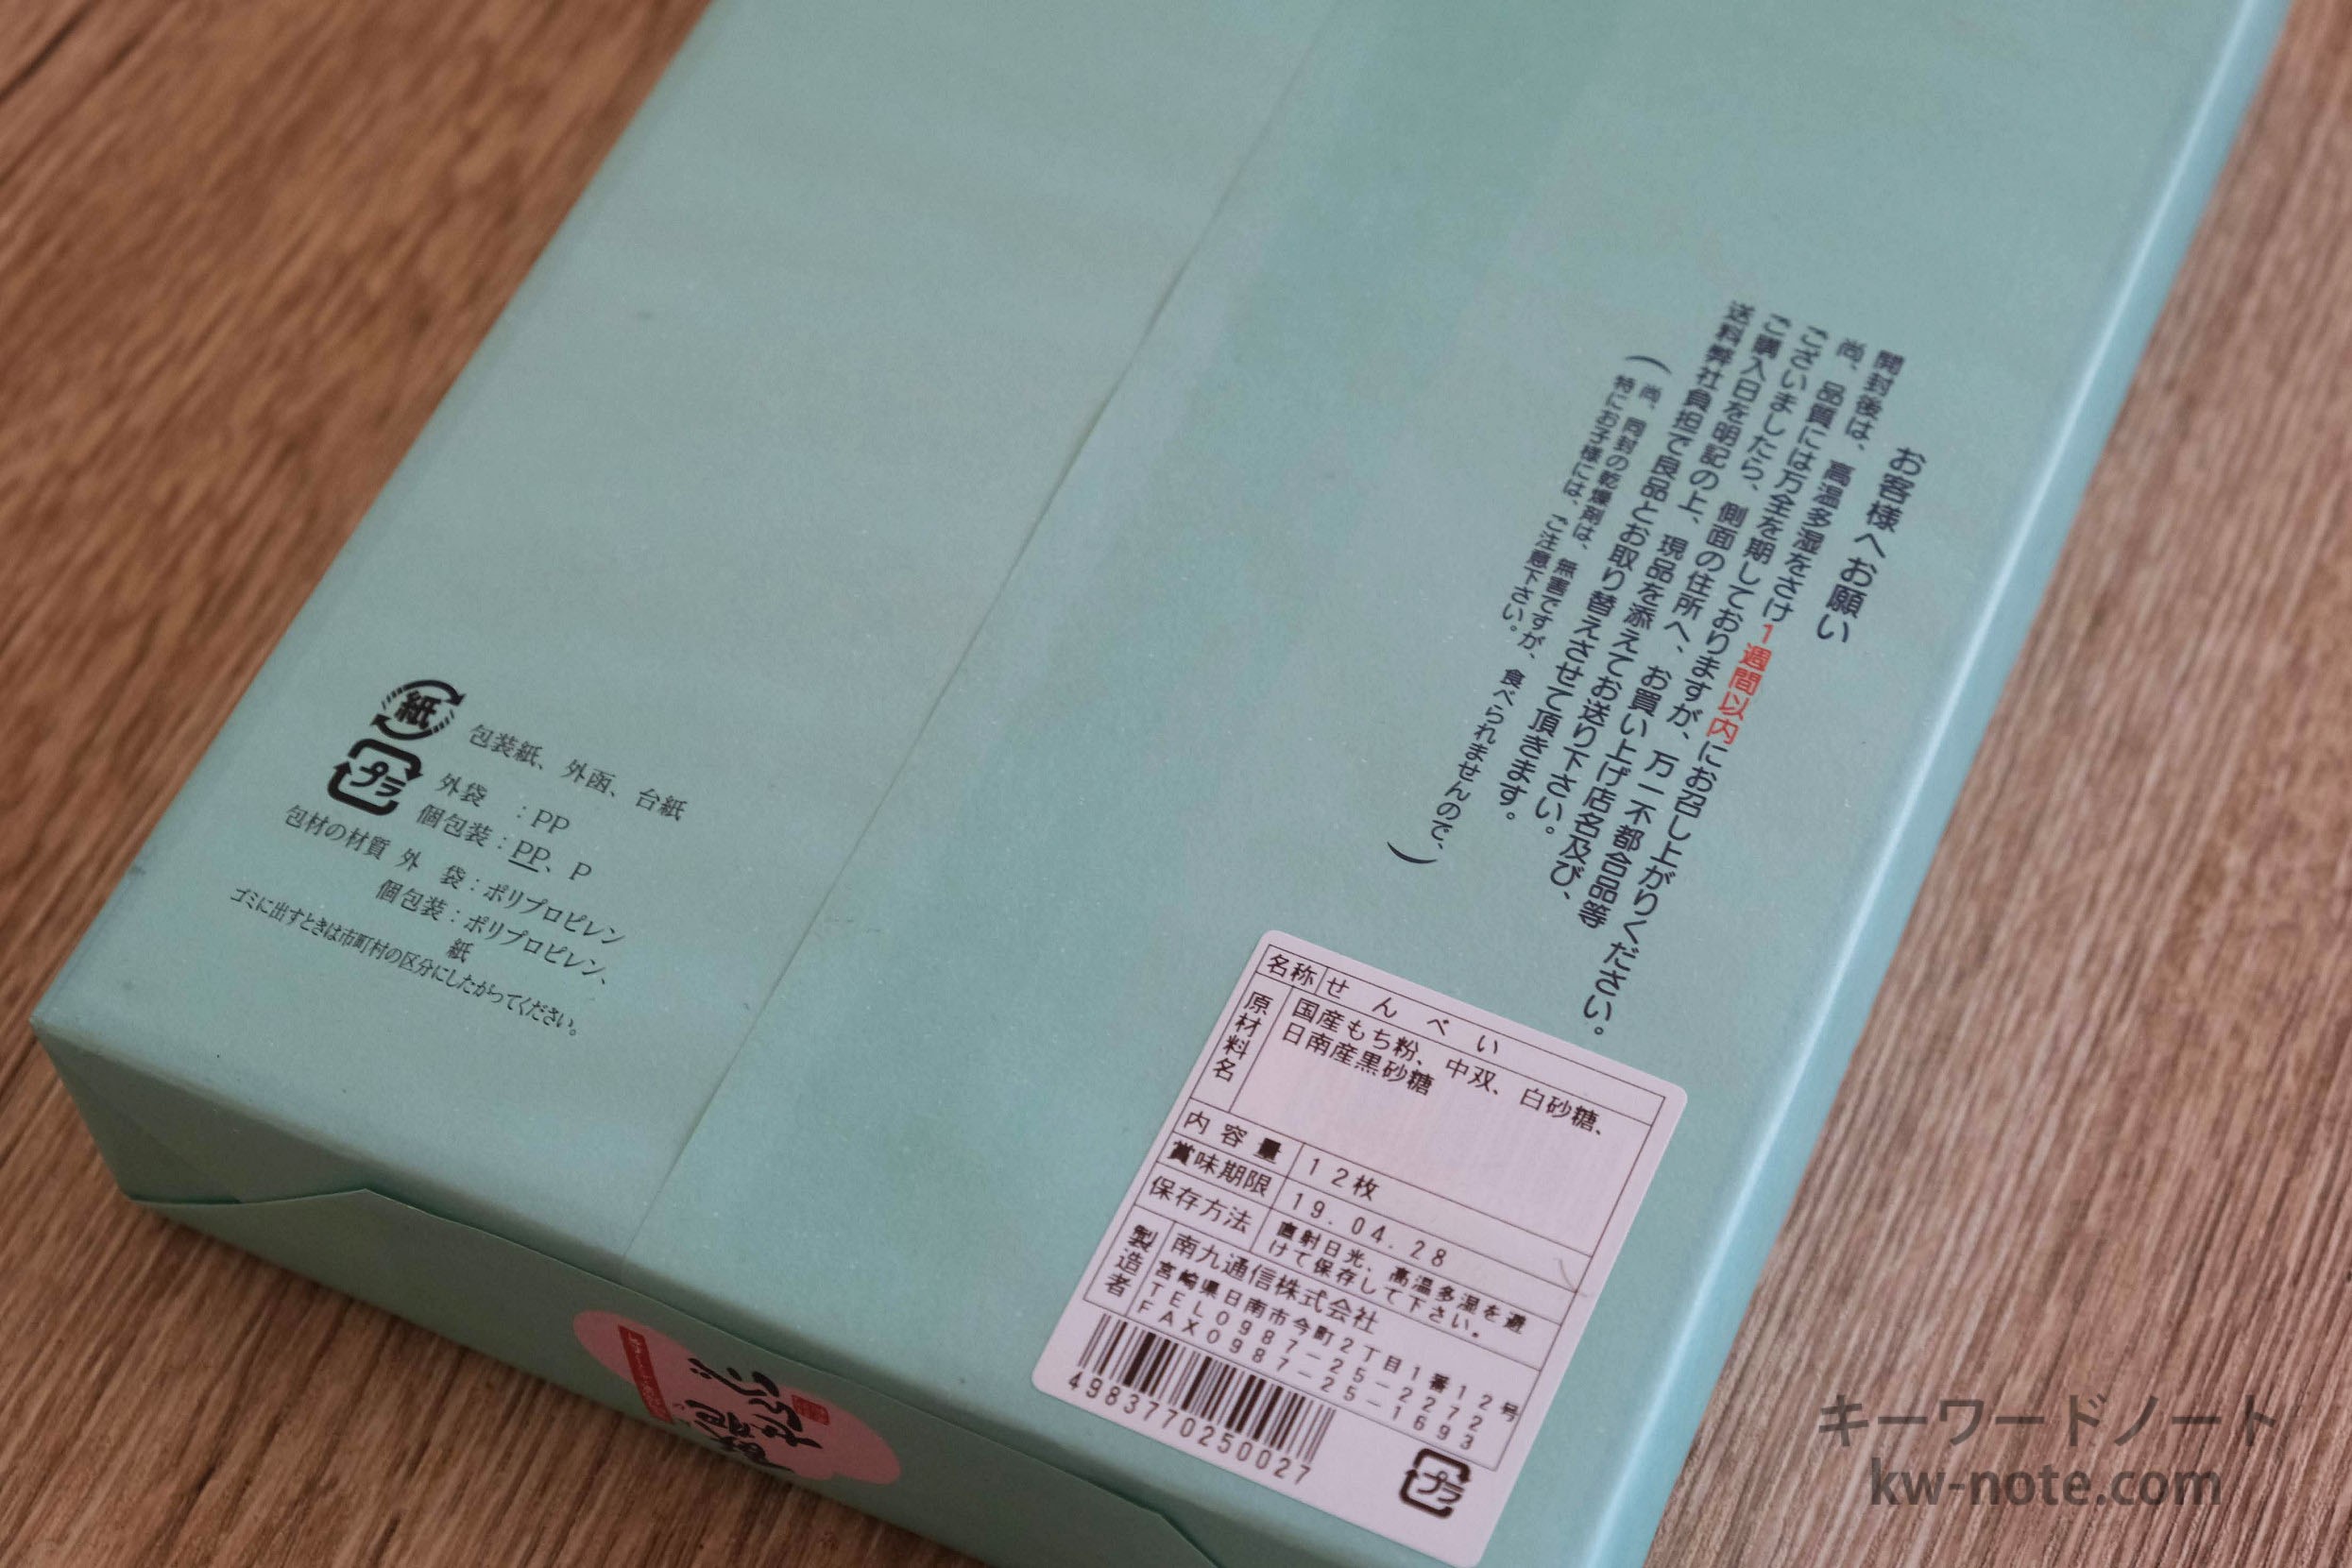 お客様へお願い
開封後は、高温多湿をさけ1週間以内にお召し上がりください。
尚、品質には万全を期しておりますが、万一不都合品等
ございましたら、側面の住所へ、お買い上げ店名及び、
ご購入日を明記の上、現品を添えてお送り下さい。
送料弊社負担で良品とお取り替えさせて頂きます。
(尚、同封の乾燥剤は、無害ですが、食べられませんので、
特にお子様には、ご注意下さい。)
紙
包装紙、外函、台紙
プラ
外袋 : PP
個包装 : PP、P
包材の材質 外 袋 : ポリプロピレン
個包装 : ポリプロピレン、
紙
ゴミに出すときは市町村の区分にしたがってください。
名称 せんべい
原材料名 国産もち粉、中双、白砂糖、
日南産黒砂糖
内容量 12枚
賞味期限 19.04.28
保存方法 直射日光、高温多湿を避
けて保存して下さい。
製造者 南九通信株式会社
宮崎県日南市今町2丁目1番12号
TEL0987-25-2272
FAX0987-25-1693
4983770250027
プラ
キーワードノート
kw-note.com